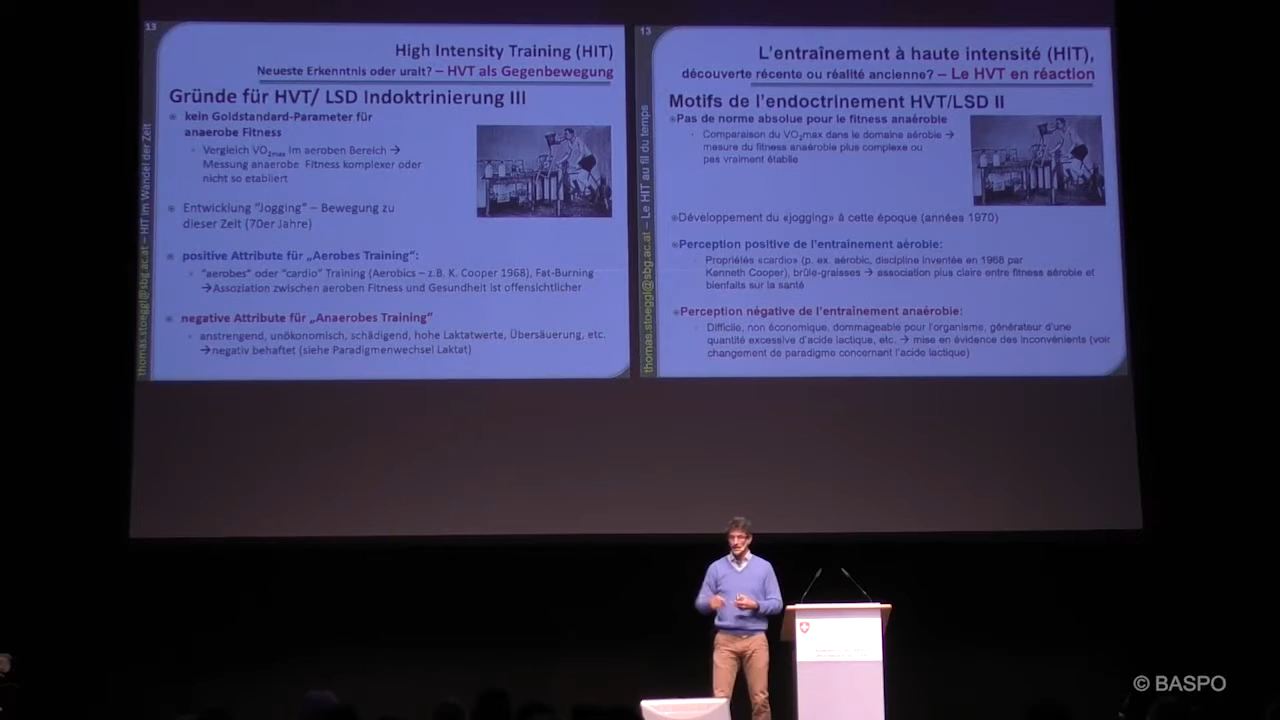 13
High Intensity Training (HIT)
Neueste Erkenntnis oder uralt? – HVT als Gegenbewegung
Gründe für HVT/ LSD Indoktrinierung III
kein Goldstandard-Parameter für
anaerobe Fitness
Vergleich VO2max im aeroben Bereich →
Messung anaerobe Fitness komplexer oder
nicht so etabliert
Entwicklung "Jogging" – Bewegung zu
dieser Zeit (70er Jahre)
positive Attribute für „Aerobes Training":
"aerobes" oder "cardio" Training (Aerobics – z.B. K. Cooper 1968), Fat-Burning
→Assoziation zwischen aeroben Fitness und Gesundheit ist offensichtlicher
negative Attribute für „Anaerobes Training"
anstrengend, unökonomisch, schädigend, hohe Laktatwerte, Übersäuerung, etc.
→negativ behaftet (siehe Paradigmenwechsel Laktat)
thomas.stoeggl@sbg.ac.at – HIT im Wandel der Zeit
13
L'entraînement à haute intensité (HIT),
découverte récente ou réalité ancienne? – Le HVT en réaction
Motifs de l'endoctrinement HVT/LSD II
Pas de norme absolue pour le fitness anaérobie
Comparaison du VO2max dans le domaine aérobie →
mesure du fitness anaérobie plus complexe ou
pas vraiment établie
Développement du «jogging» à cette époque (années 1970)
Perception positive de l'entrainement aérobie:
Propriétés «cardio» (p. ex. aérobic, discipline inventée en 1968 par
Kenneth Cooper), brûle-graisses → association plus claire entre fitness aérobie et
bienfaits sur la santé
Perception négative de l'entrainement anaérobie:
Difficile, non économique, dommageable pour l'organisme, générateur d'une
quantité excessive d'acide lactique, etc. → mise en évidence des inconvénients (voir
changement de paradigme concernant l'acide lactique)
thomas.stoeggl@sbg.ac.at – Le HIT au fil du temps
© BASPO